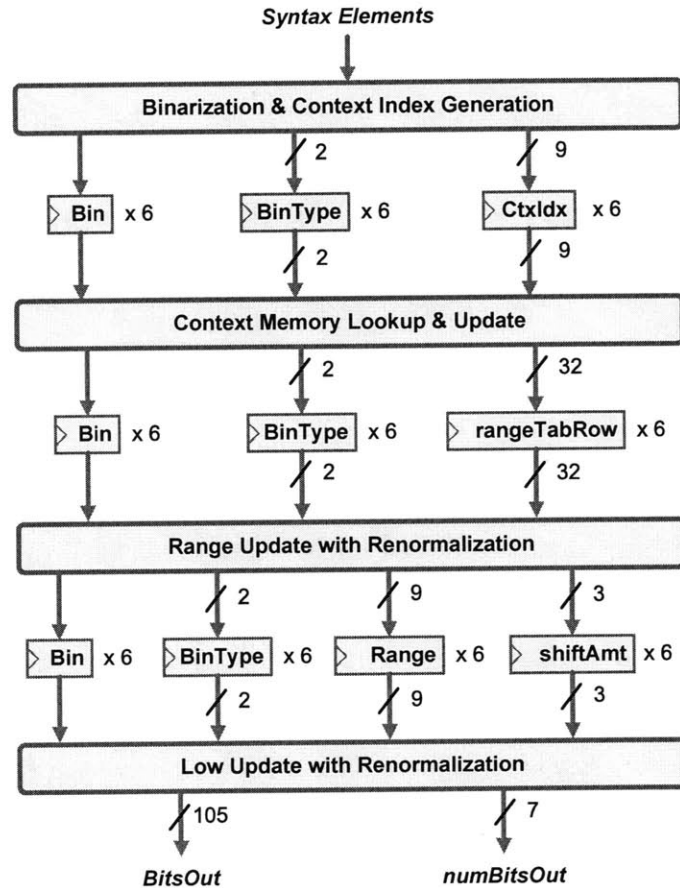 Syntax Elements
Binarization & Context Index Generation
2 9
Bin x 6 BinType x 6 CtxIdx x 6
2 9
Context Memory Lookup & Update
2 32
Bin x 6 BinType x 6 rangeTabRow x 6
2 32
Range Update with Renormalization
2 9 3
Bin x 6 BinType x 6 Range x 6 shiftAmt x 6
2 9 3
Low Update with Renormalization
105 7
BitsOut numBitsOut